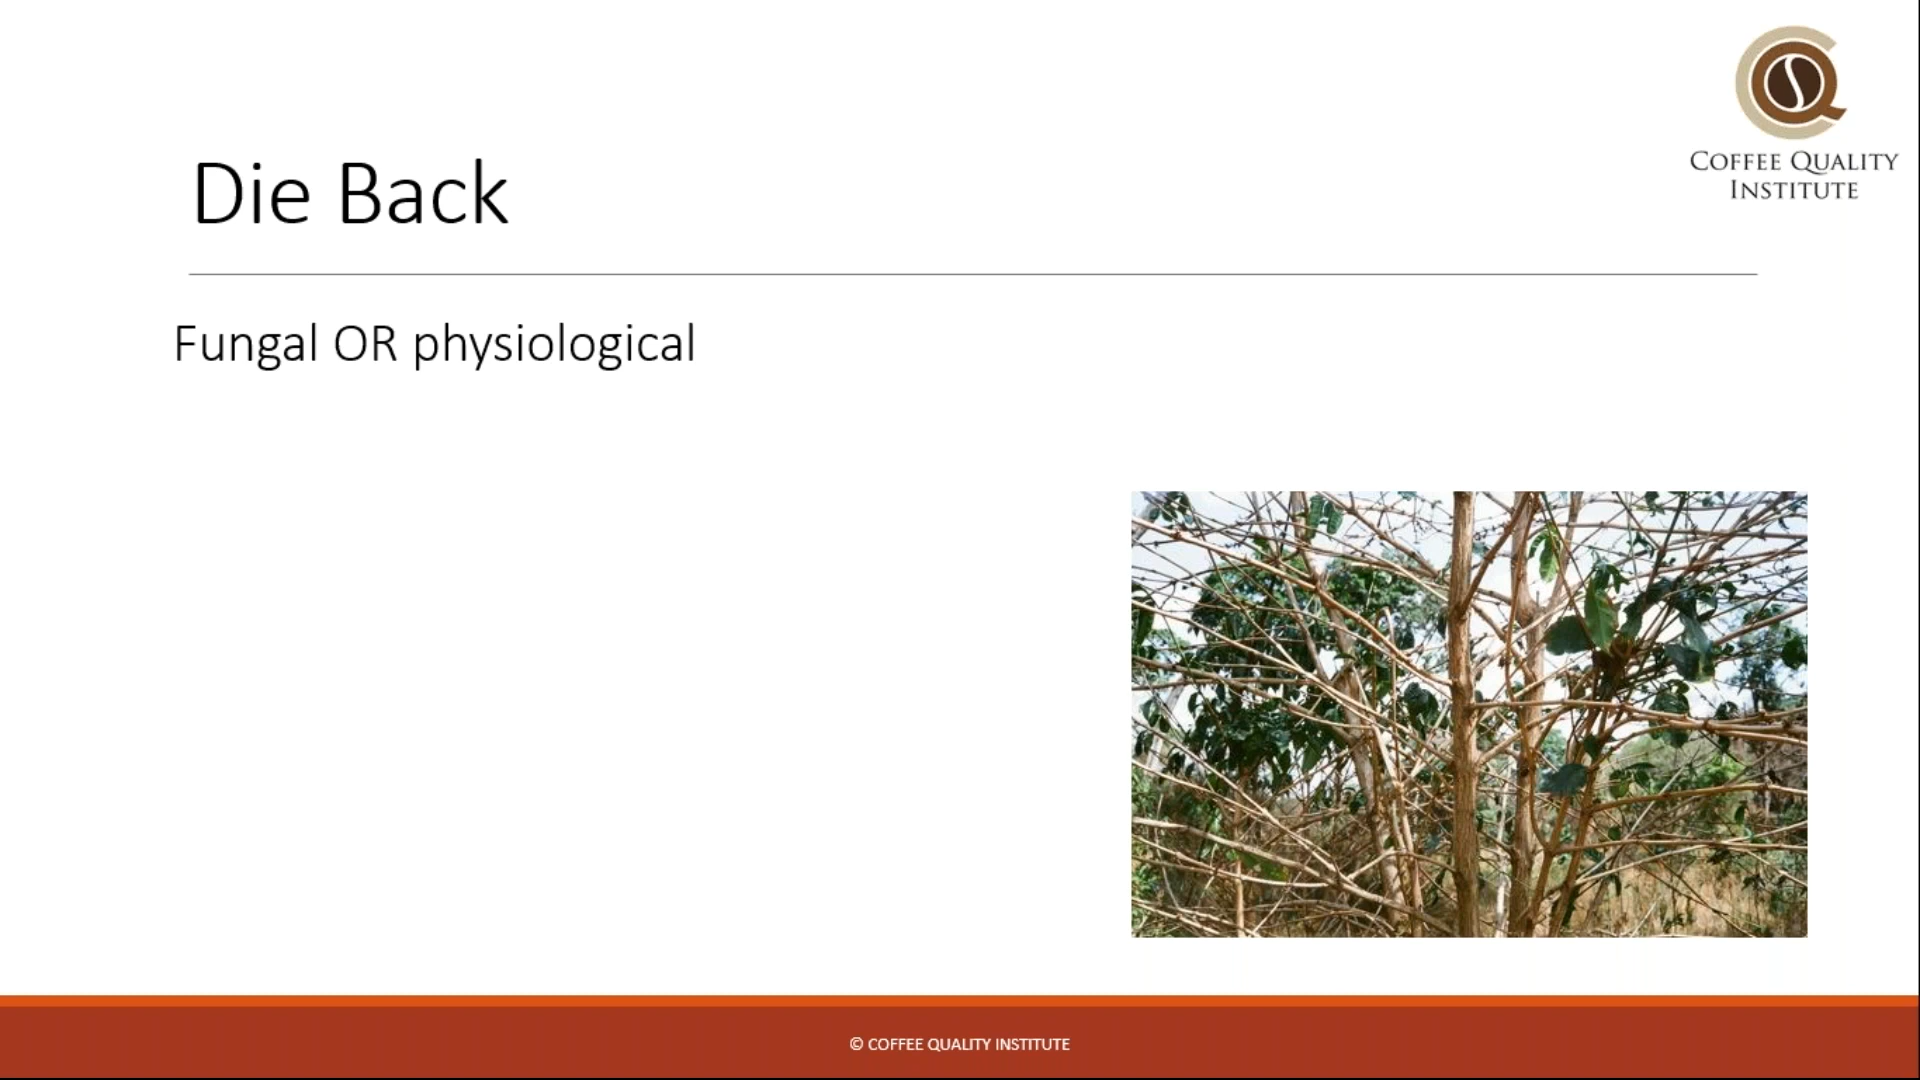 COFFEE QUALITY
INSTITUTE
Die Back
Fungal OR physiological
© COFFEE QUALITY INSTITUTE